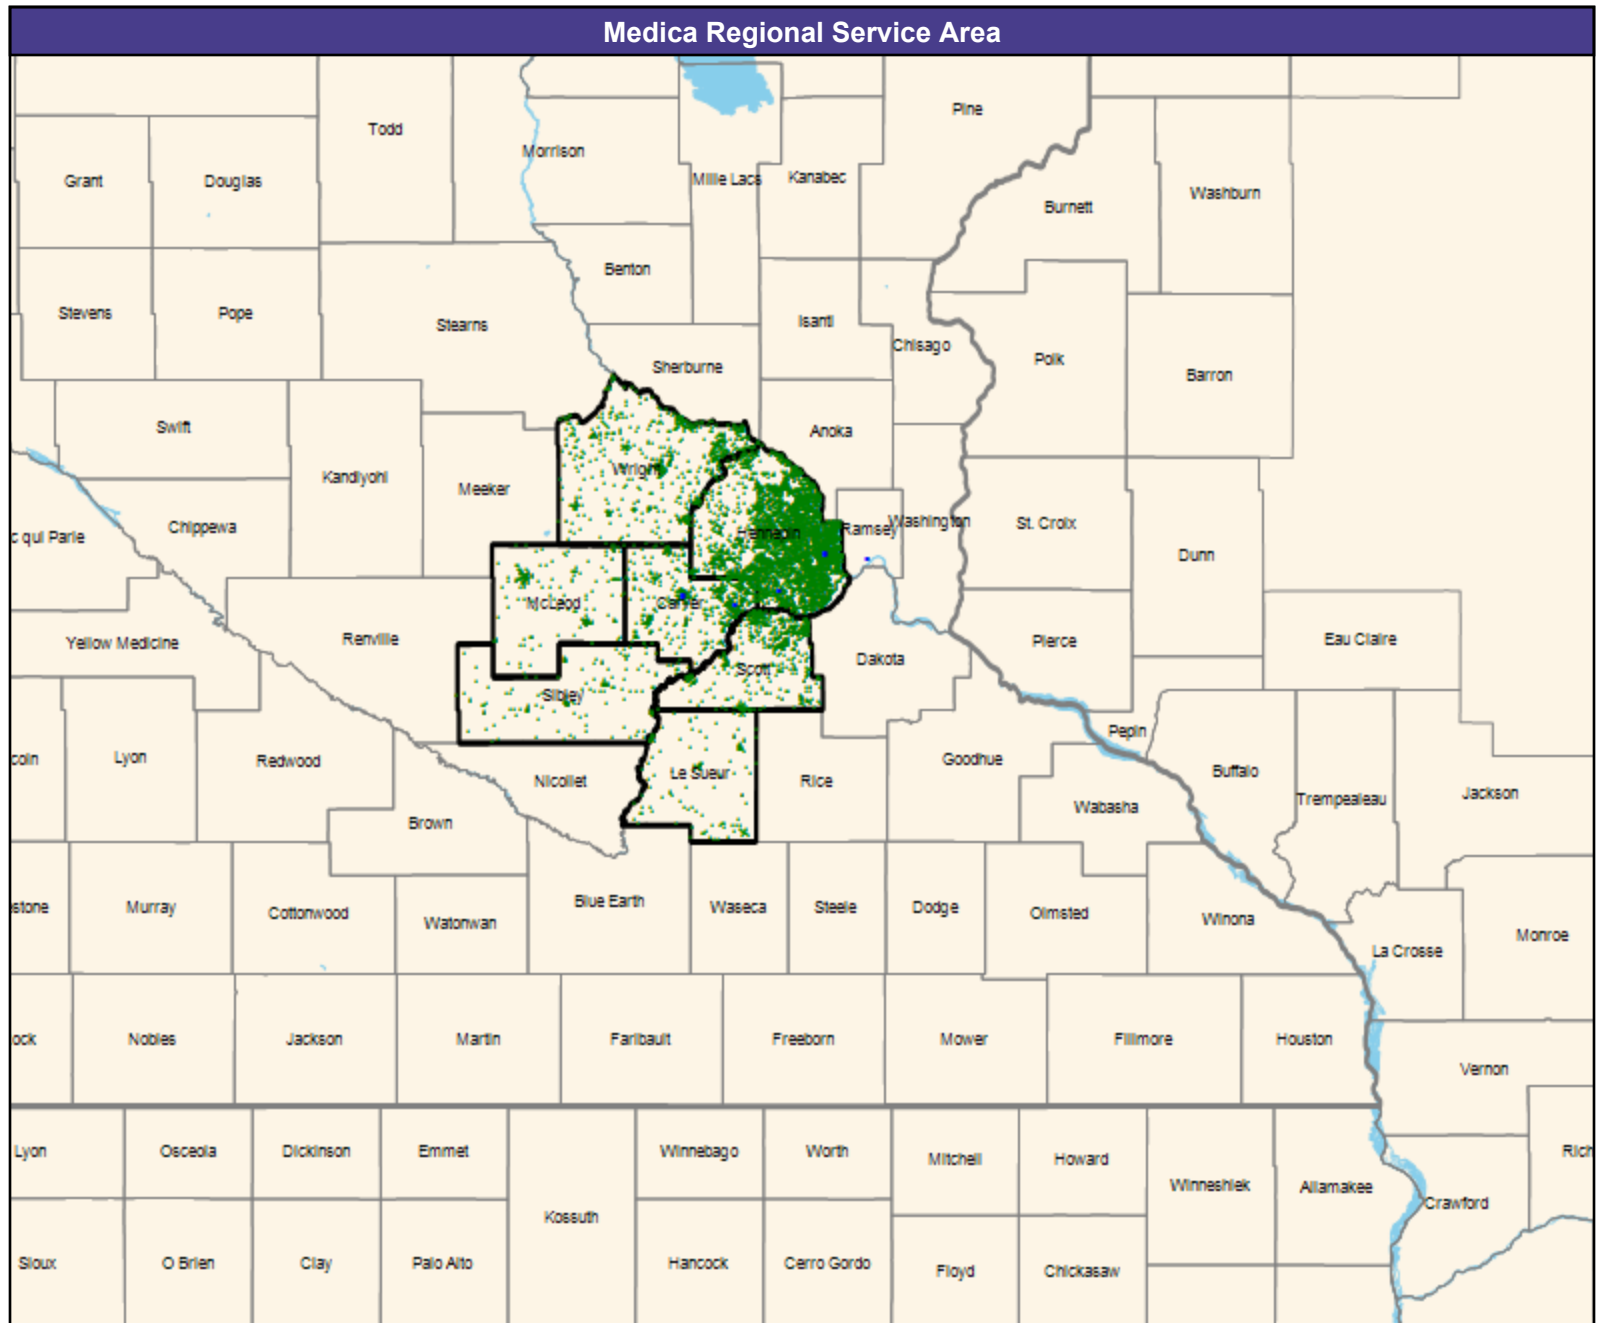 Medica Regional Service Area
Pine
Todd
Morrison
Mille Lacs
Kanabec
Grant
Douglas
Washburn
Burnett
Benton
Stevens
Pope
Stearns
Isanti
Chisago
Polk
Sherburne
Barron
Swift
Anoka
Wright
Kandiyohi
Meeker
Chippewa
Hennepin
Ramsey
Washington
St. Croix
c qui Parle
Dunn
McLeod
Carver
Yellow Medicine
Renville
Pierce
Eau Claire
Dakota
Scott
Sibley
Pepin
coln
Lyon
Redwood
Nicollet
Le Sueur
Rice
Goodhue
Buffalo
Trempealeau
Jackson
Wabasha
Brown
stone
Murray
Cottonwood
Watonwan
Blue Earth
Waseca
Steele
Dodge
Olmsted
Winona
Monroe
La Crosse
ock
Nobles
Jackson
Martin
Faribault
Freeborn
Mower
Fillmore
Houston
Vernon
Lyon
Osceola
Dickinson
Emmet
Winnebago
Worth
Mitchell
Howard
Rich
Winneshiek
Allamakee
Crawford
Kossuth
Sioux
O Brien
Clay
Palo Alto
Hancock
Cerro Gordo
Floyd
Chickasaw